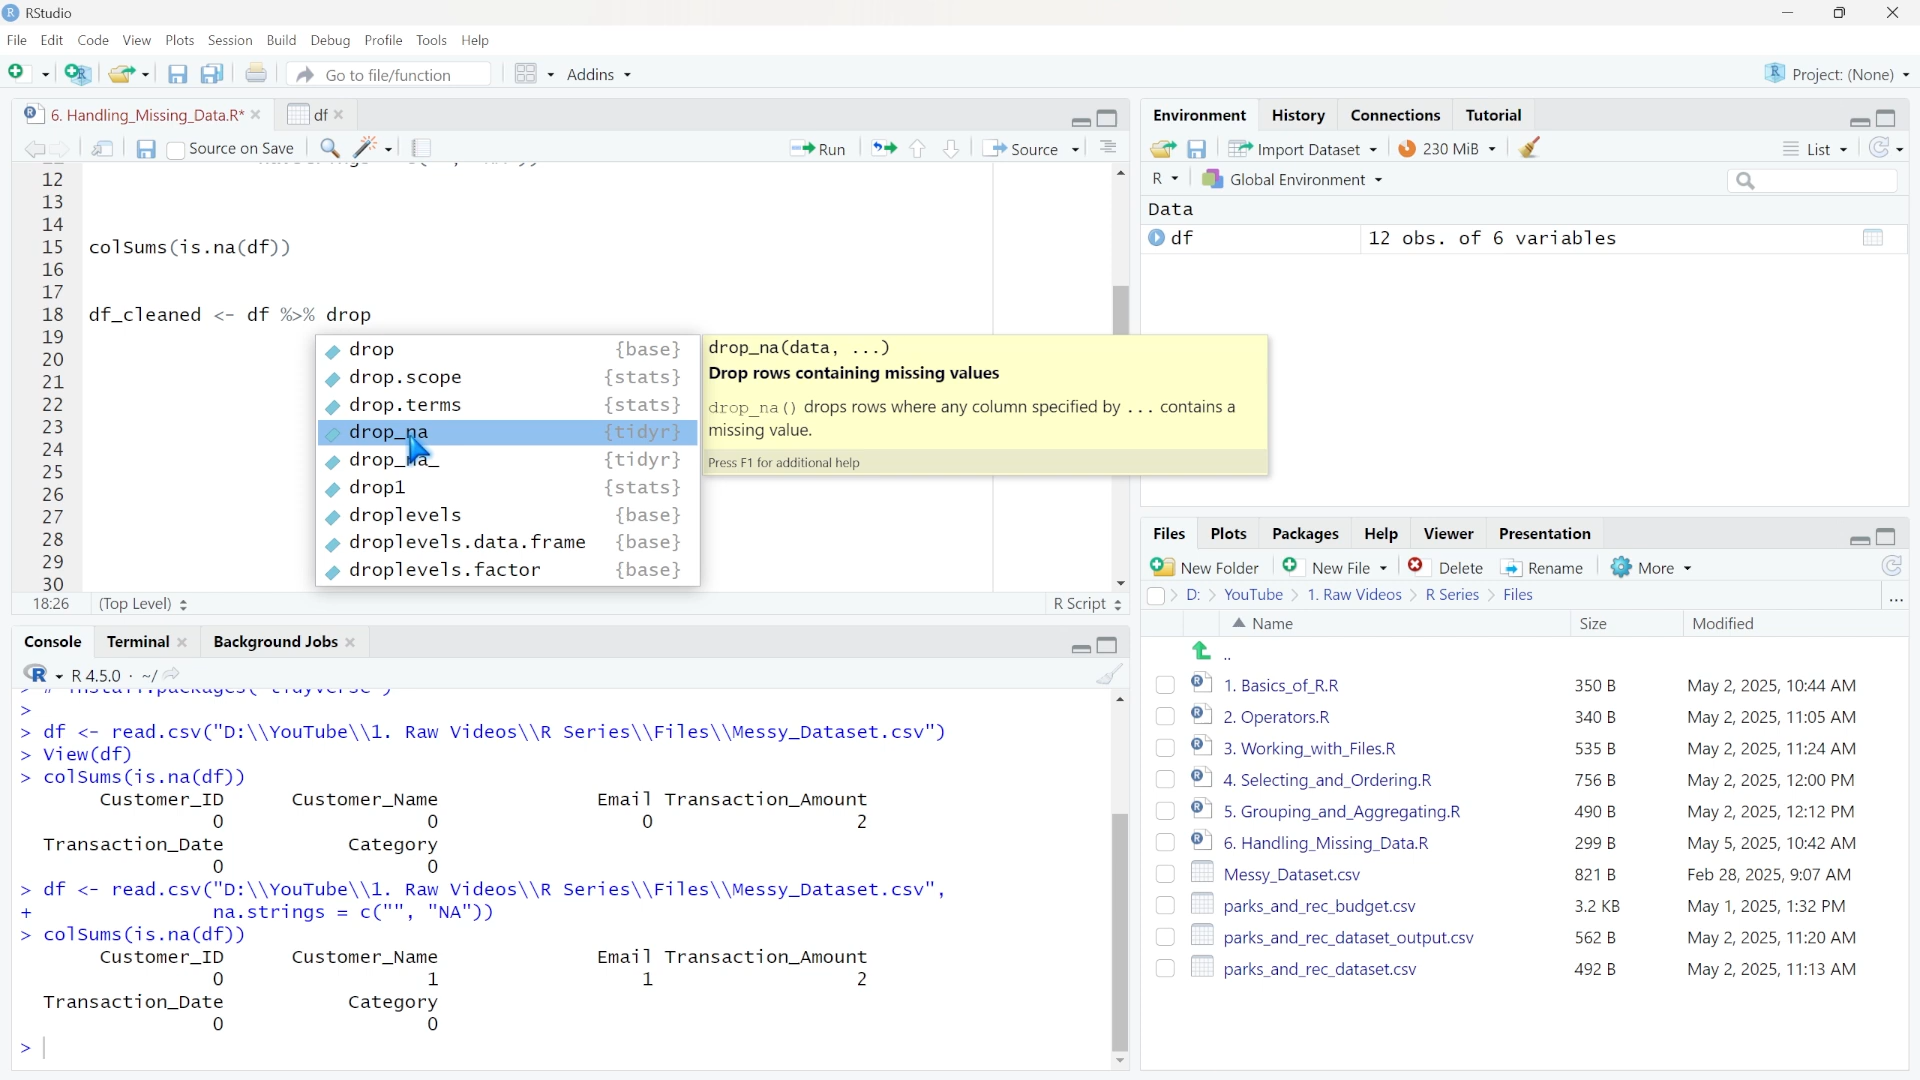 RStudio
File Edit Code View Plots Session Build Debug Profile Tools Help
Go to file/function Addins Project: (None)
6. Handling_Missing_Data.R* df
Source on Save Run Source
12
13
14
15 colSums(is.na(df))
16
17
18 df_cleaned <- df %>% drop
19
20
21
22
23
24
25
26
27
28
29
30
drop {base}
drop.scope {stats}
drop.terms {stats}
drop_na {tidyr}
drop_na_ {tidyr}
drop1 {stats}
droplevels {base}
droplevels.data.frame {base}
droplevels.factor {base}
drop_na(data, ...)
Drop rows containing missing values
drop_na() drops rows where any column specified by ... contains a
missing value.
Press F1 for additional help
18:26 (Top Level) R Script
Console Terminal Background Jobs
R 4.5.0 · ~/
>
> df <- read.csv("D:\\YouTube\\1. Raw Videos\\R Series\\Files\\Messy_Dataset.csv")
> View(df)
> colSums(is.na(df))
Customer_ID Customer_Name Email Transaction_Amount
0 0 0 2
Transaction_Date Category
0 0
> df <- read.csv("D:\\YouTube\\1. Raw Videos\\R Series\\Files\\Messy_Dataset.csv",
+ na.strings = c("", "NA"))
> colSums(is.na(df))
Customer_ID Customer_Name Email Transaction_Amount
0 1 1 2
Transaction_Date Category
0 0
>
Environment History Connections Tutorial
Import Dataset 230 MiB List
R Global Environment
Data
df 12 obs. of 6 variables
Files Plots Packages Help Viewer Presentation
New Folder New File Delete Rename More
D: YouTube 1. Raw Videos R Series Files ...
Name Size Modified
..
1. Basics_of_R.R 350 B May 2, 2025, 10:44 AM
2. Operators.R 340 B May 2, 2025, 11:05 AM
3. Working_with_Files.R 535 B May 2, 2025, 11:24 AM
4. Selecting_and_Ordering.R 756 B May 2, 2025, 12:00 PM
5. Grouping_and_Aggregating.R 490 B May 2, 2025, 12:12 PM
6. Handling_Missing_Data.R 299 B May 5, 2025, 10:42 AM
Messy_Dataset.csv 821 B Feb 28, 2025, 9:07 AM
parks_and_rec_budget.csv 3.2 KB May 1, 2025, 1:32 PM
parks_and_rec_dataset_output.csv 562 B May 2, 2025, 11:20 AM
parks_and_rec_dataset.csv 492 B May 2, 2025, 11:13 AM